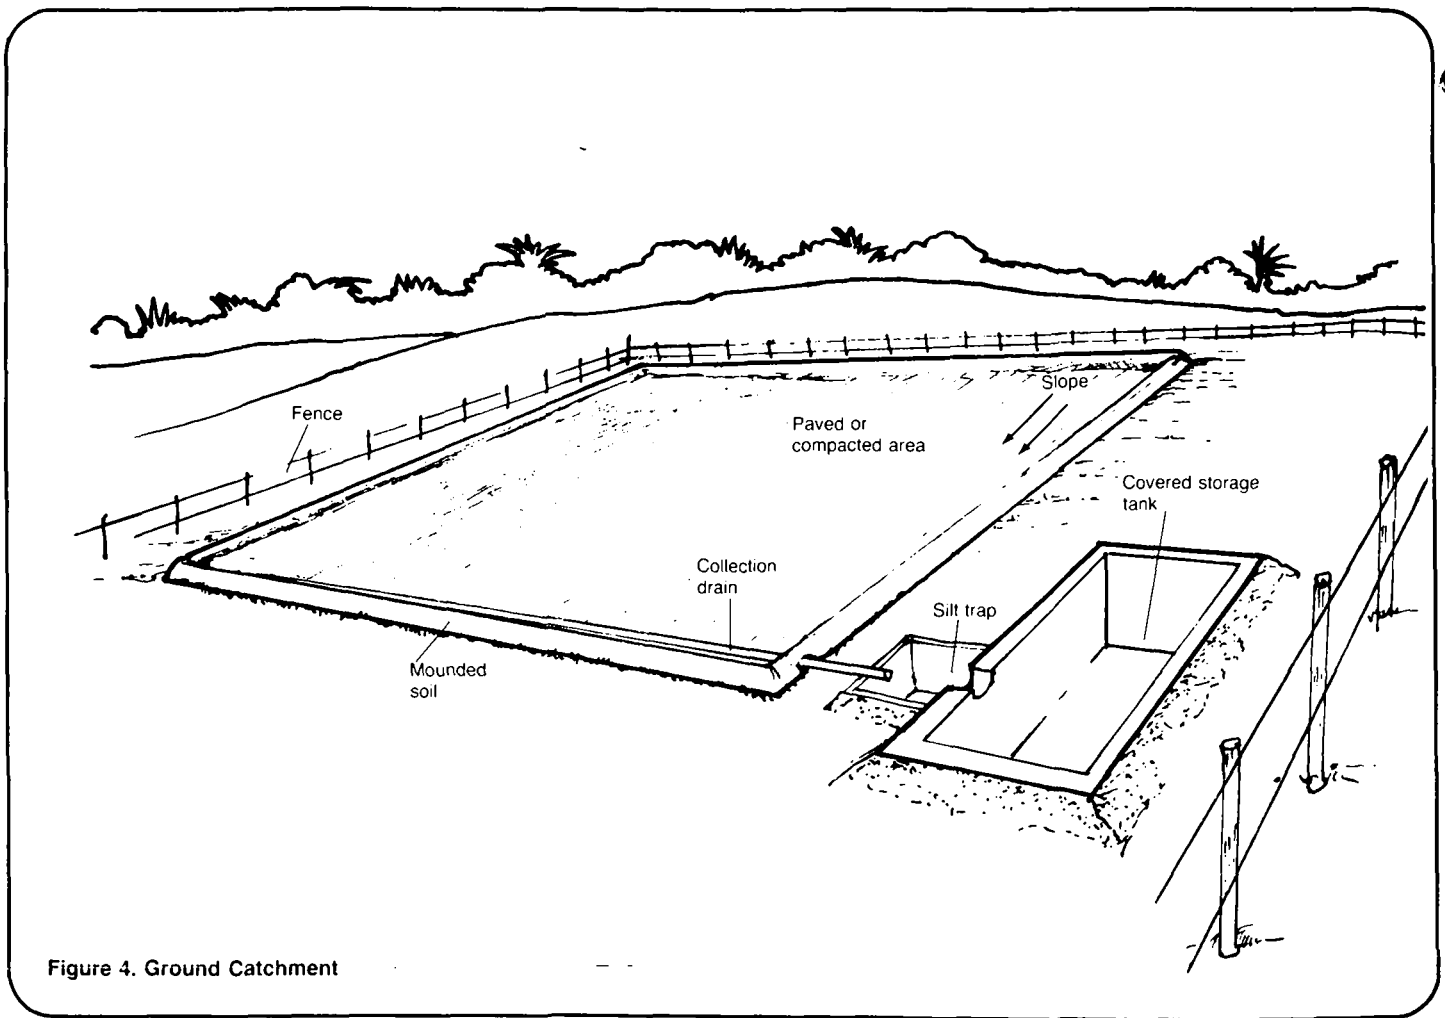 Slope
Fence
Paved or
compacted area
Covered storage
tank
Collection
drain
Silt trap
Mounded
soil
Figure 4. Ground Catchment